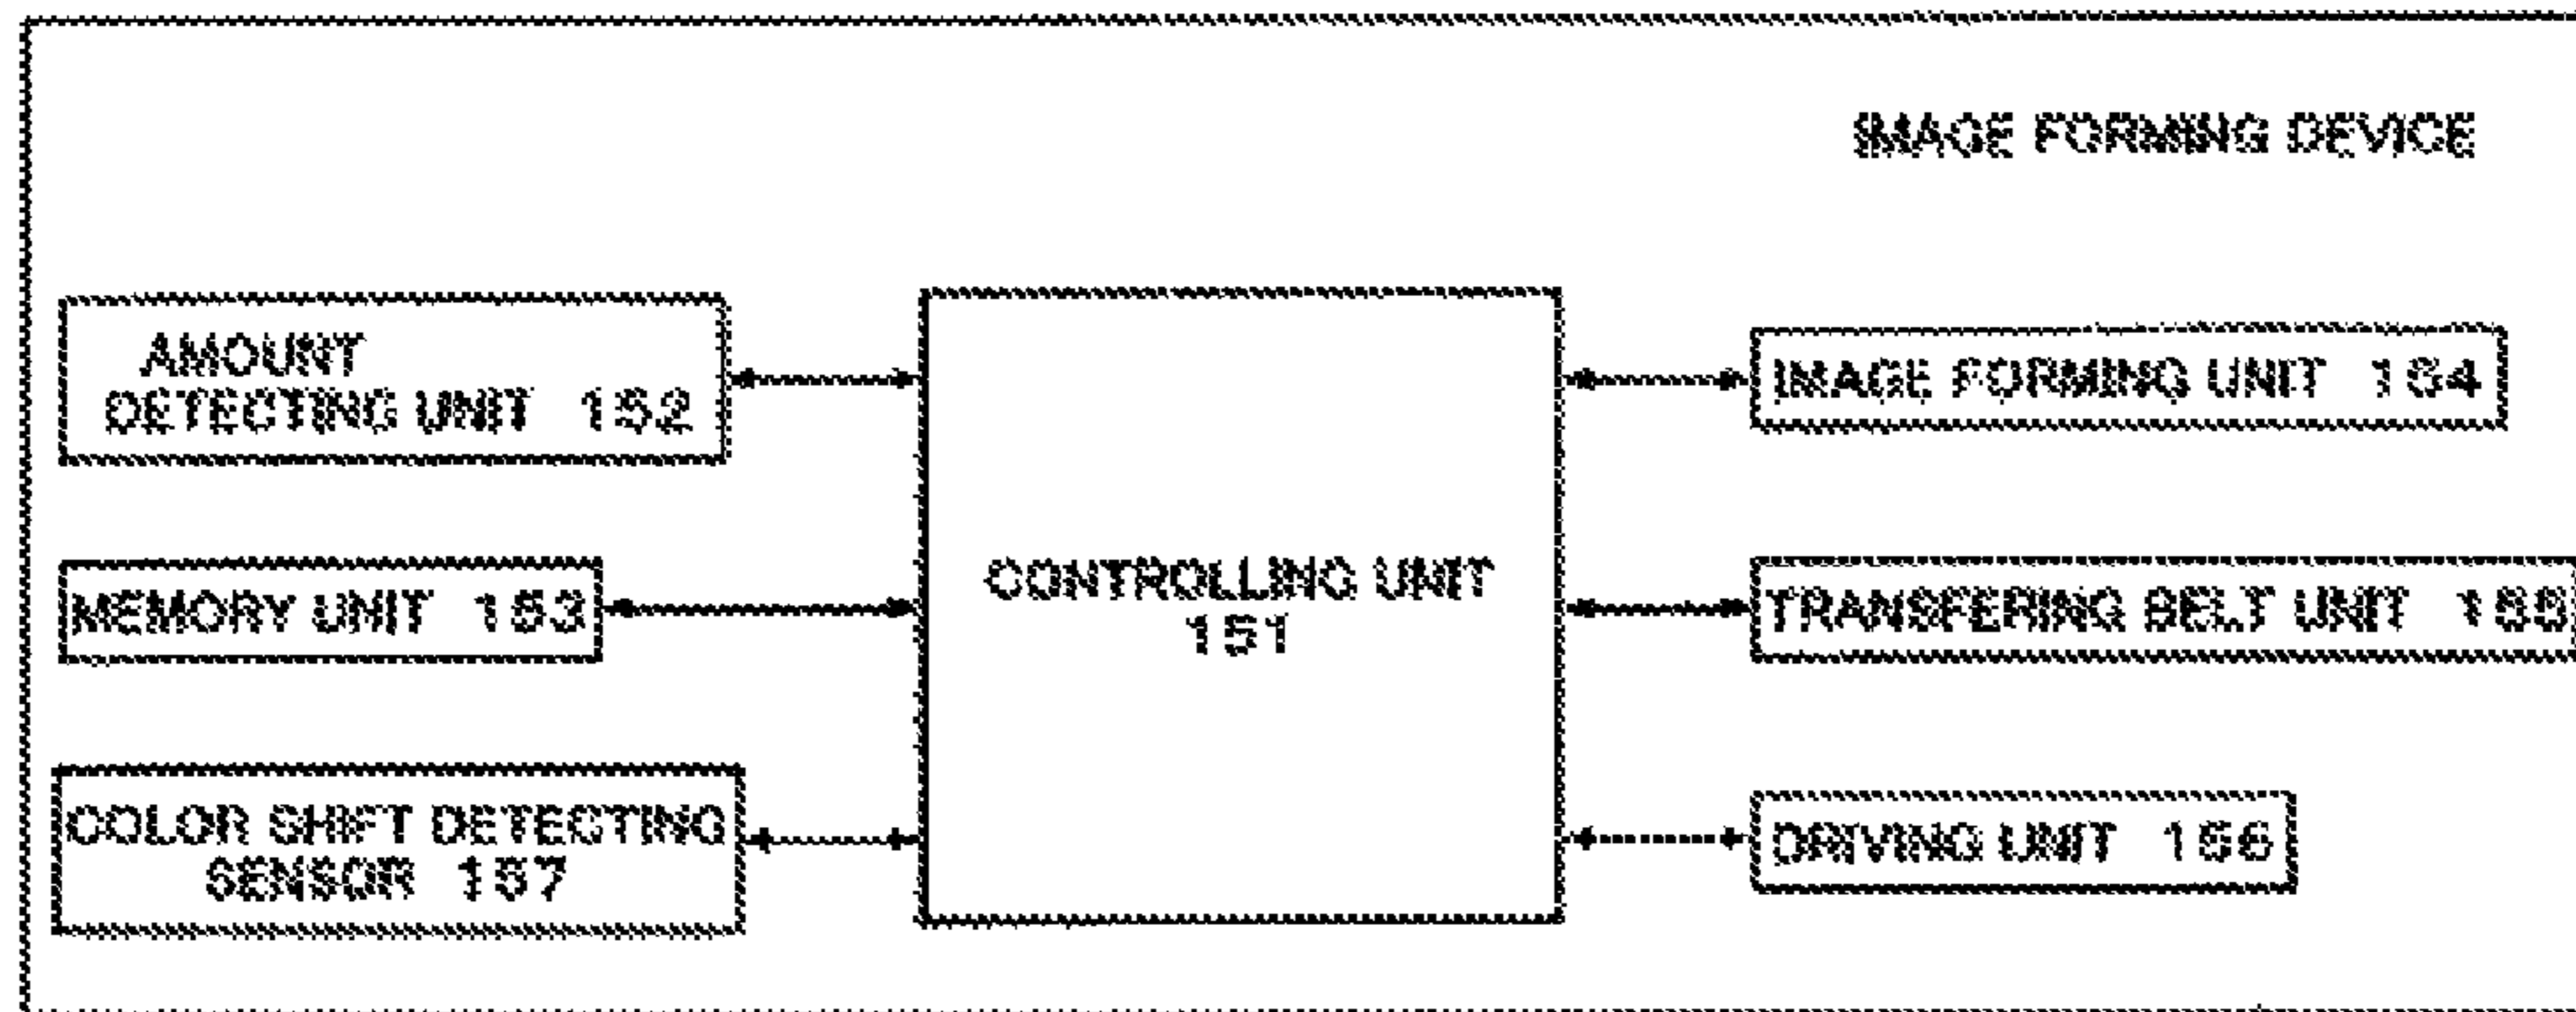 IMAGE FORMING DEVICE
AMOUNT
DETECTING UNIT 152
MEMORY UNIT 153
COLOR SHIFT DETECTING
SENSOR 157
CONTROLLING UNIT
151
IMAGE FORMING UNIT 154
TRANSFERING BELT UNIT 155
DRIVING UNIT 156